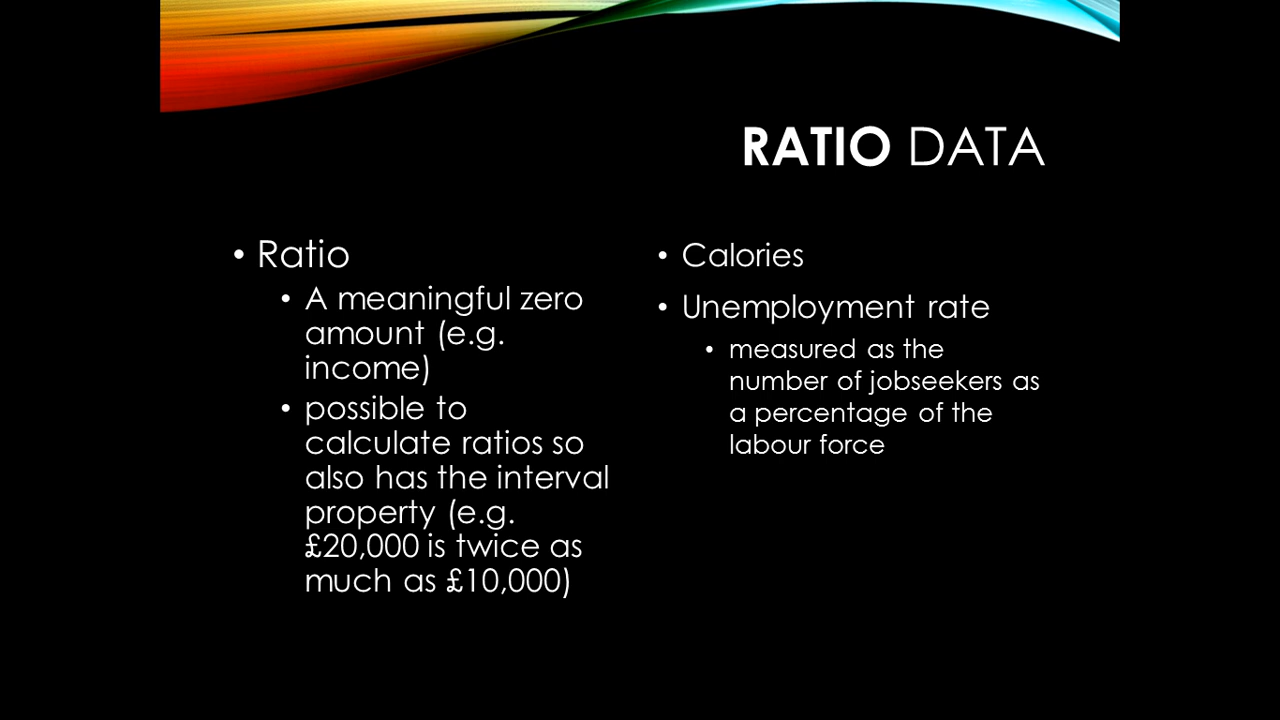 RATIO DATA
• Ratio
• A meaningful zero
amount (e.g.
income)
• possible to
calculate ratios so
also has the interval
property (e.g.
£20,000 is twice as
much as £10,000)
• Calories
• Unemployment rate
• measured as the
number of jobseekers as
a percentage of the
labour force